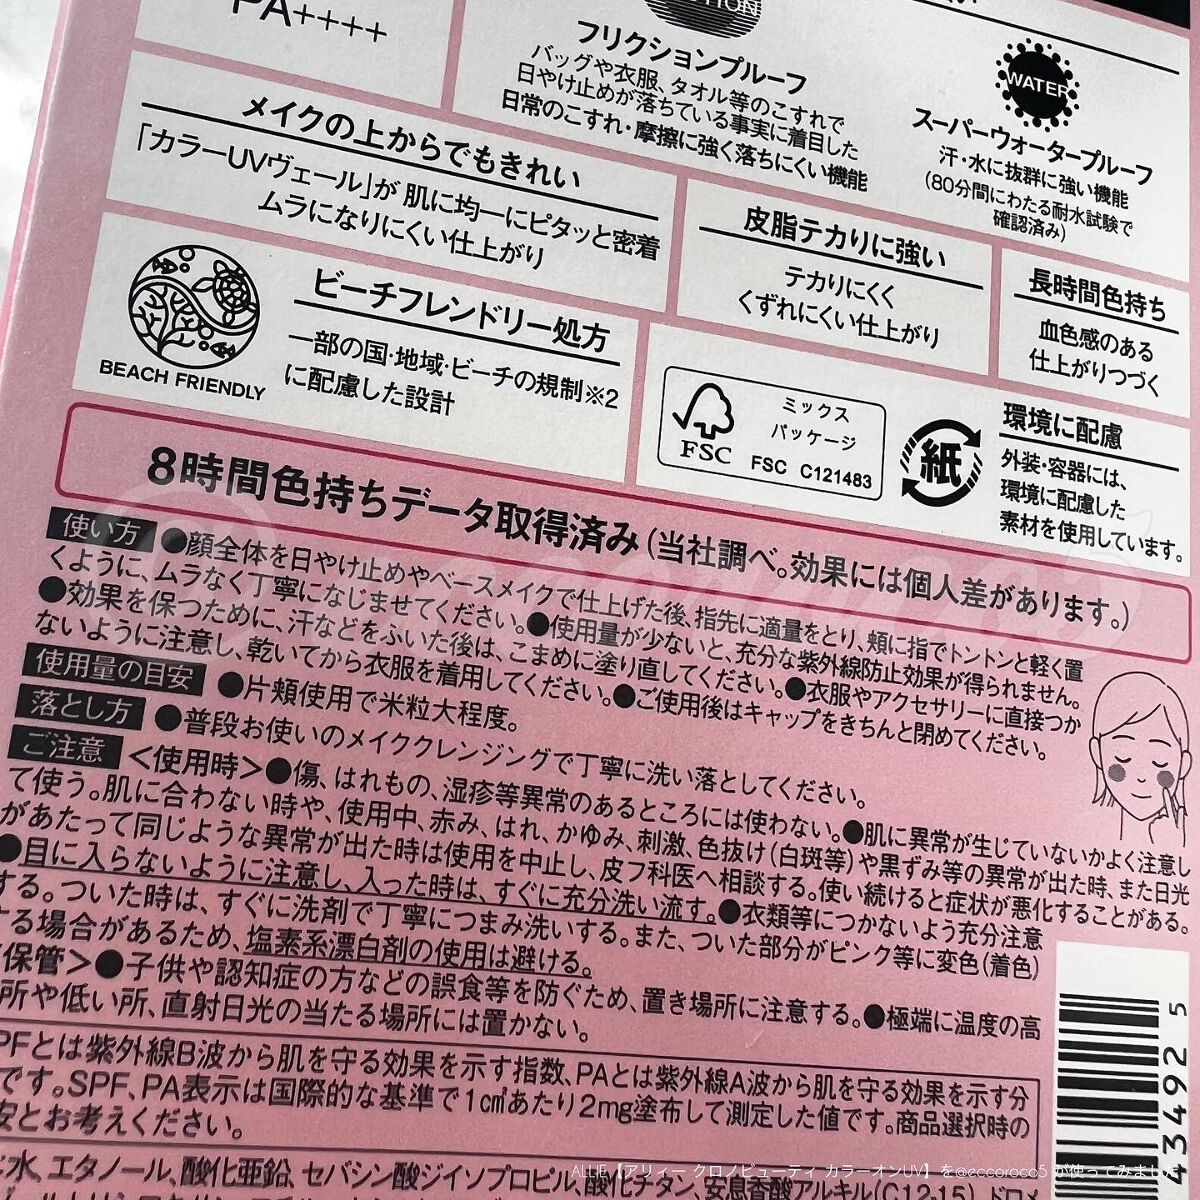 PA++++
フリクションプルーフ
バッグや衣服、タオル等のこすれで
日やけ止めが落ちている事実に着目した
日常のこすれ・摩擦に強く落ちにくい機能
WATER
スーパーウォータープルーフ
汗・水に抜群に強い機能
(80分間にわたる耐水試験で
確認済み)
メイクの上からでもきれい
「カラーUVヴェール」が 肌に均一にピタッと密着
ムラになりにくい仕上がり
皮脂テカりに強い
テカりにくく
くずれにくい仕上がり
長時間色持ち
血色感のある
仕上がりつづく
BEACH FRIENDLY
ビーチフレンドリー処方
一部の国・地域・ビーチの規制※2
に配慮した設計
FSC
ミックス
パッケージ
FSC C121483
紙
環境に配慮
外装・容器には、
環境に配慮した
素材を使用しています。
8時間色持ちデータ取得済み(当社調べ。効果には個人差があります。)
使い方 ●顔全体を日やけ止めやベースメイクで仕上げた後、指先に適量をとり、頬に指でトントンと軽く置
くように、ムラなく丁寧になじませてください。●使用量が少ないと、充分な紫外線防止効果が得られません。
●効果を保つために、汗などをふいた後は、こまめに塗り直してください。●衣服やアクセサリーに直接つか
ないように注意し、乾いてから衣服を着用してください。●ご使用後はキャップをきちんと閉めてください。
使用量の目安 ●片頬使用で米粒大程度。
落とし方 ●普段お使いのメイククレンジングで丁寧に洗い落としてください。
ご注意 <使用時>●傷、はれもの、湿疹等異常のあるところには使わない。●肌に異常が生じていないかよく注意し
て使う。肌に合わない時や、使用中、赤み、はれ、かゆみ、刺激、色抜け(白斑等)や黒ずみ等の異常が出た時、また日光
があたって同じような異常が出た時は使用を中止し、皮フ科医へ相談する。使い続けると症状が悪化することがある。
●目に入らないように注意し、入った時は、すぐに充分洗い流す。●衣類等につかないよう充分注意
する。ついた時は、すぐに洗剤で丁寧につまみ洗いする。また、ついた部分がピンク等に変色(着色)
する場合があるため、塩素系漂白剤の使用は避ける。
保管>●子供や認知症の方などの誤食等を防ぐため、置き場所に注意する。●極端に温度の高
所や低い所、直射日光の当たる場所には置かない。
PFとは紫外線B波から肌を守る効果を示す指数、PAとは紫外線A波から肌を守る効果を示す分
です。SPF、PA表示は国際的な基準で1c㎡あたり2mg塗布して測定した値です。商品選択時の
安とお考えください。
水、エタノール、酸化亜鉛、セバシン酸ジイソプロピル、酸化チタン、安息香酸アルキル(C12-15)、
43492 5
ALLIE【アリィー クロノビューティ カラーオンUV】を@eccoroco5 が使ってみました